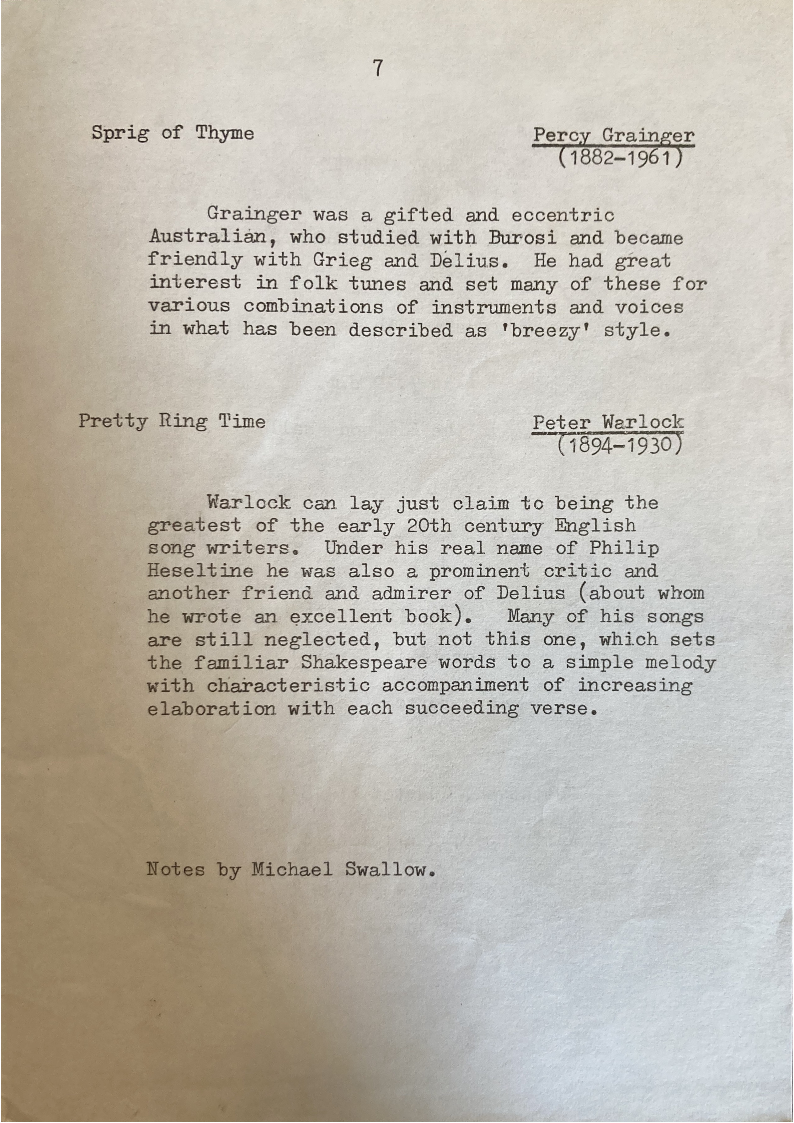 7
Sprig of Thyme Percy Grainger
(1882-1961)
Grainger was a gifted and eccentric
Australian, who studied with Burosi and became
friendly with Grieg and Delius. He had great
interest in folk tunes and set many of these for
various combinations of instruments and voices
in what has been described as 'breezy' style.
Pretty Ring Time Peter Warlock
(1894-1930)
Warlock can lay just claim to being the
greatest of the early 20th century English
song writers. Under his real name of Philip
Heseltine he was also a prominent critic and
another friend and admirer of Delius (about whom
he wrote an excellent book). Many of his songs
are still neglected, but not this one, which sets
the familiar Shakespeare words to a simple melody
with characteristic accompaniment of increasing
elaboration with each succeeding verse.
Notes by Michael Swallow.